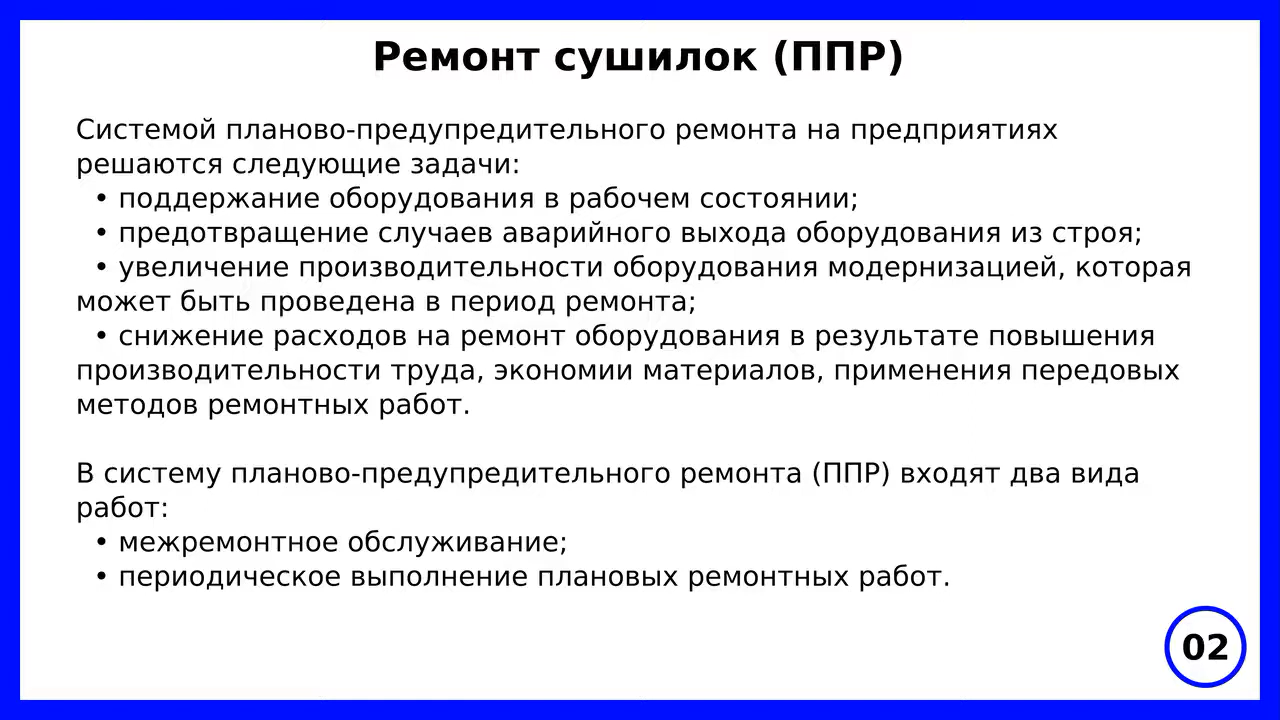 Ремонт сушилок (ППР)
Системой планово-предупредительного ремонта на предприятиях
решаются следующие задачи:
• поддержание оборудования в рабочем состоянии;
• предотвращение случаев аварийного выхода оборудования из строя;
• увеличение производительности оборудования модернизацией, которая
может быть проведена в период ремонта;
• снижение расходов на ремонт оборудования в результате повышения
производительности труда, экономии материалов, применения передовых
методов ремонтных работ.
В систему планово-предупредительного ремонта (ППР) входят два вида
работ:
• межремонтное обслуживание;
• периодическое выполнение плановых ремонтных работ.
02